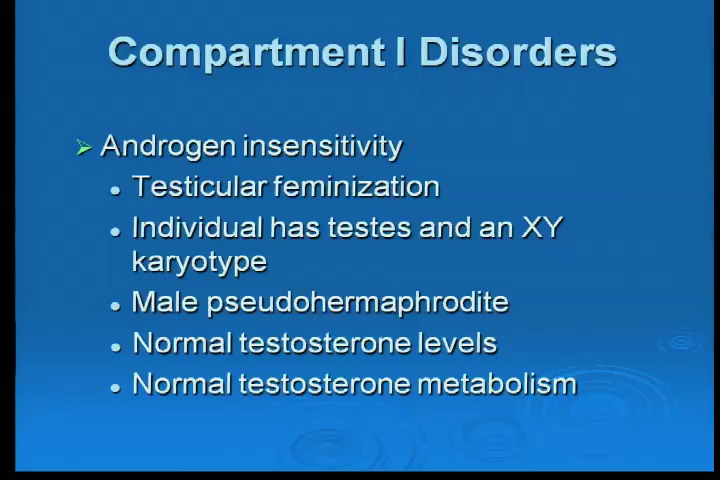 Compartment I Disorders
Androgen insensitivity
Testicular feminization
Individual has testes and an XY
karyotype
Male pseudohermaphrodite
Normal testosterone levels
Normal testosterone metabolism